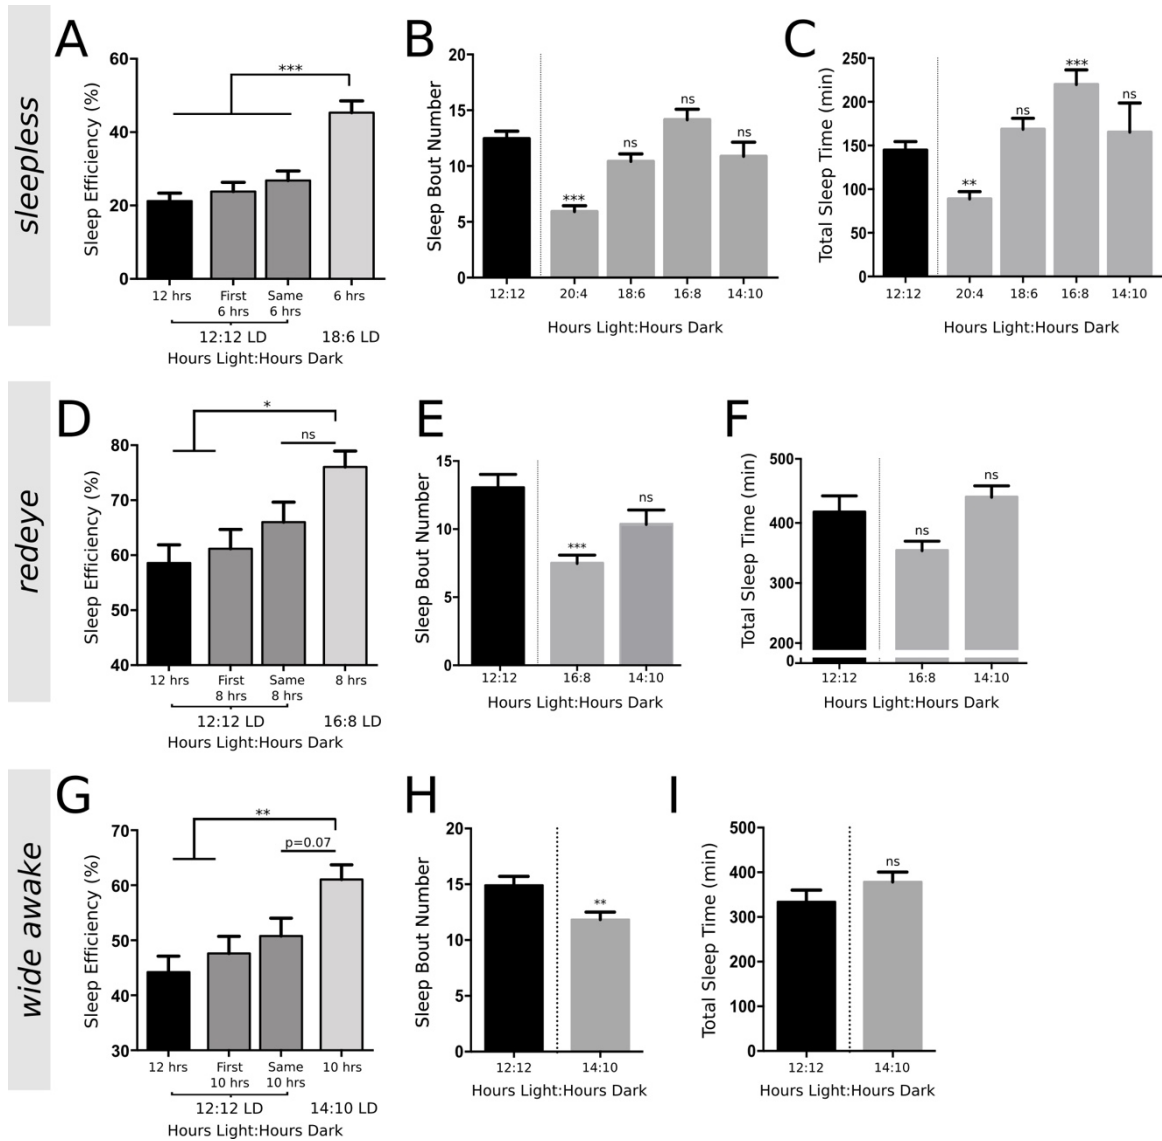 sleepless
A
Sleep Efficiency (%)
60
40
20
0
***
12 hrs
First
6 hrs
Same
6 hrs
6 hrs
12:12 LD
18:6 LD
Hours Light:Hours Dark
B
Sleep Bout Number
20
15
10
5
0
***
ns
ns
ns
12:12
20:4
18:6
16:8
14:10
Hours Light:Hours Dark
C
Total Sleep Time (min)
250
200
150
100
50
0
**
ns
***
ns
12:12
20:4
18:6
16:8
14:10
Hours Light:Hours Dark
redeye
D
Sleep Efficiency (%)
80
70
60
50
40
*
ns
12 hrs
First
8 hrs
Same
8 hrs
8 hrs
12:12 LD
16:8 LD
Hours Light:Hours Dark
E
Sleep Bout Number
15
10
5
0
***
ns
12:12
16:8
14:10
Hours Light:Hours Dark
F
Total Sleep Time (min)
500
400
300
200
0
ns
ns
12:12
16:8
14:10
Hours Light:Hours Dark
wide awake
G
Sleep Efficiency (%)
70
60
50
40
30
**
p=0.07
12 hrs
First
10 hrs
Same
10 hrs
10 hrs
12:12 LD
14:10 LD
Hours Light:Hours Dark
H
Sleep Bout Number
20
15
10
5
0
**
12:12
14:10
Hours Light:Hours Dark
I
Total Sleep Time (min)
500
400
300
200
100
0
ns
12:12
14:10
Hours Light:Hours Dark